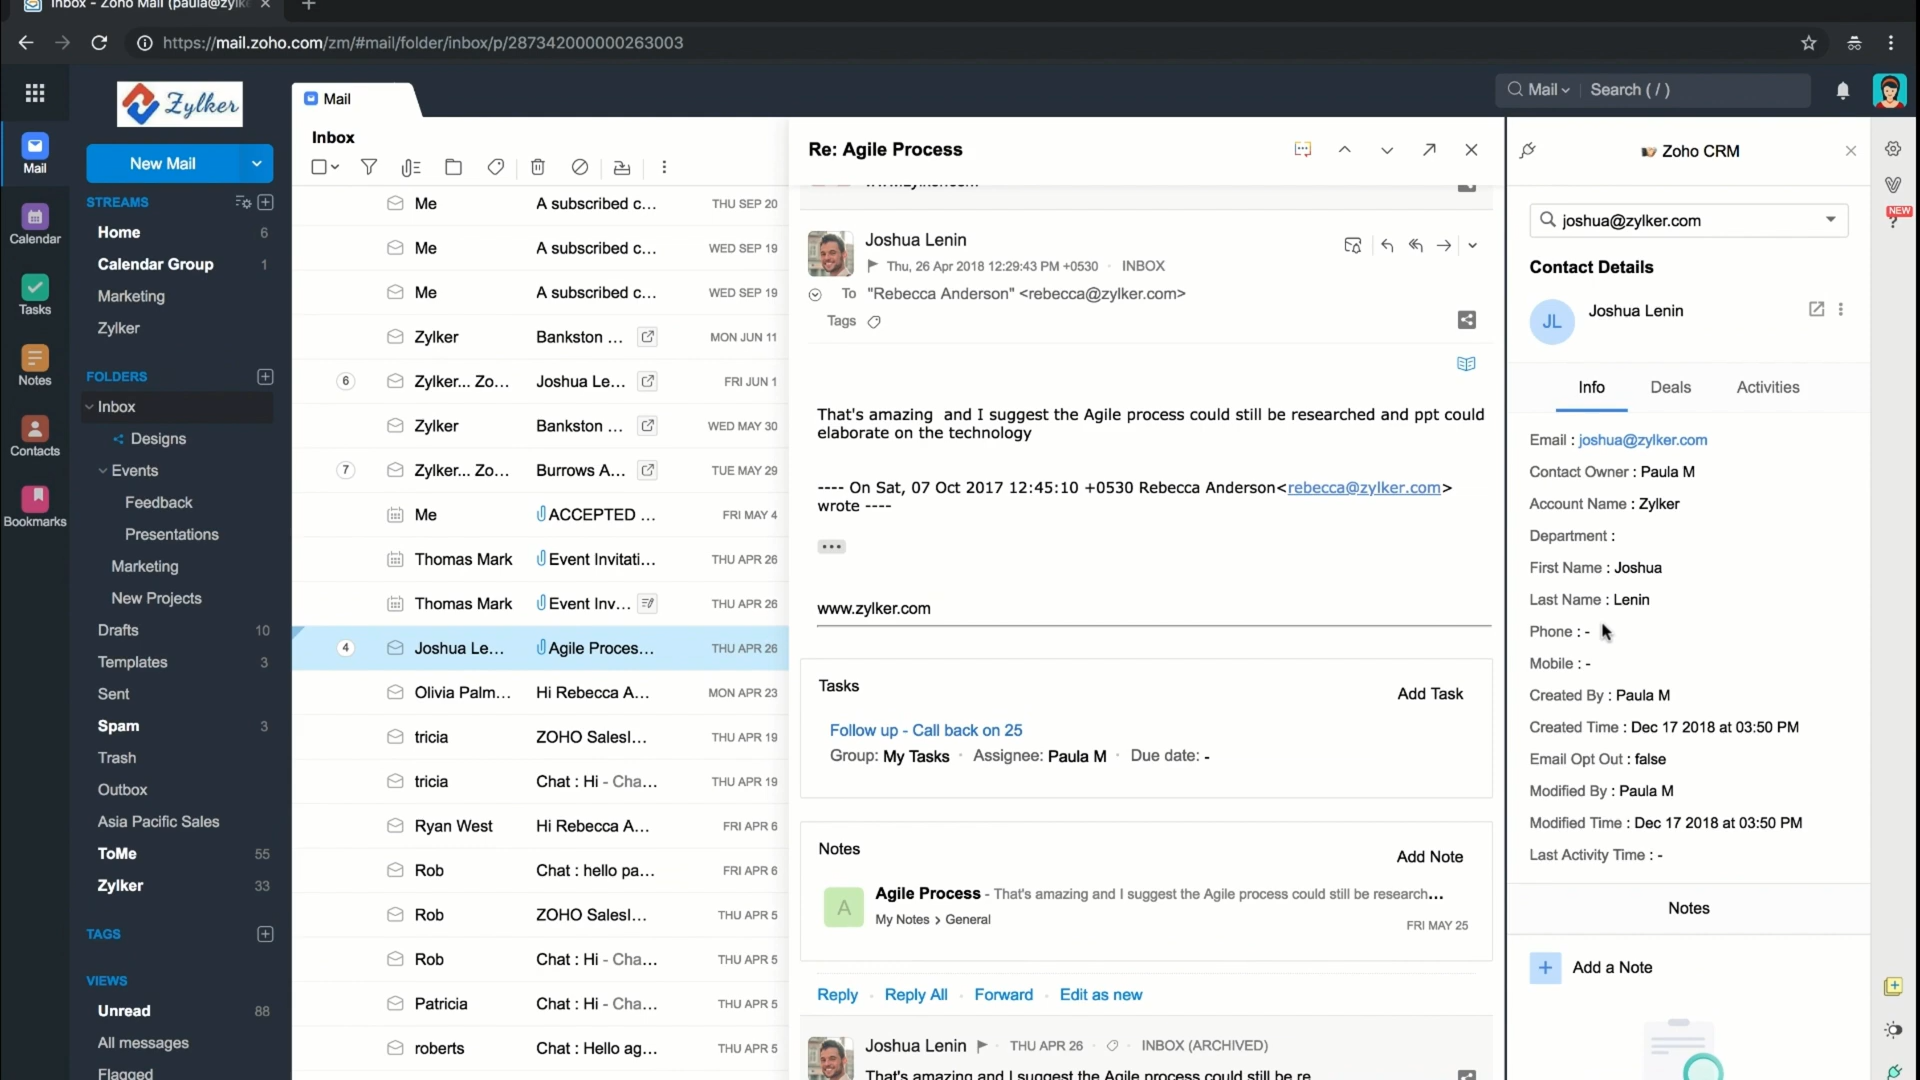 Inbox - Zoho Mail (paula@zylk
https://mail.zoho.com/zm/#mail/folder/inbox/p/287342000000263003
Zylker
Mail
Mail
Search ( / )
Mail
Calendar
Tasks
Notes
Contacts
Bookmarks
New Mail
STREAMS
Home 6
Calendar Group 1
Marketing
Zylker
FOLDERS
Inbox
Designs
Events
Feedback
Presentations
Marketing
New Projects
Drafts 10
Templates 3
Sent
Spam 3
Trash
Outbox
Asia Pacific Sales
ToMe 55
Zylker 33
TAGS
VIEWS
Unread 88
All messages
Flagged
Inbox
Me A subscribed c... THU SEP 20
Me A subscribed c... WED SEP 19
Me A subscribed c... WED SEP 19
Zylker Bankston ... MON JUN 11
6 Zylker... Zo... Joshua Le... FRI JUN 1
Zylker Bankston ... WED MAY 30
7 Zylker... Zo... Burrows A... TUE MAY 29
Me ACCEPTED ... FRI MAY 4
Thomas Mark Event Invitati... THU APR 26
Thomas Mark Event Inv... THU APR 26
4 Joshua Le... Agile Proces... THU APR 26
Olivia Palm... Hi Rebecca A... MON APR 23
tricia ZOHO SalesI... THU APR 19
tricia Chat : Hi - Cha... THU APR 19
Ryan West Hi Rebecca A... FRI APR 6
Rob Chat : hello pa... FRI APR 6
Rob ZOHO SalesI... THU APR 5
Rob Chat : Hi - Cha... THU APR 5
Patricia Chat : Hi - Cha... THU APR 5
roberts Chat : Hello ag... THU APR 5
Re: Agile Process
www.zylker.com
Joshua Lenin
Thu, 26 Apr 2018 12:29:43 PM +0530 · INBOX
To "Rebecca Anderson" <rebecca@zylker.com>
Tags
That's amazing and I suggest the Agile process could still be researched and ppt could
elaborate on the technology
---- On Sat, 07 Oct 2017 12:45:10 +0530 Rebecca Anderson<rebecca@zylker.com>
wrote ----
www.zylker.com
Tasks
Add Task
Follow up - Call back on 25
Group: My Tasks · Assignee: Paula M · Due date: -
Notes
Add Note
A
Agile Process - That's amazing and I suggest the Agile process could still be research...
My Notes > General
FRI MAY 25
Reply · Reply All · Forward · Edit as new
Joshua Lenin · THU APR 26 · INBOX (ARCHIVED)
That's amazing and I suggest the Agile process could still be re
Zoho CRM
NEW
joshua@zylker.com
Contact Details
JL
Joshua Lenin
Info Deals Activities
Email : joshua@zylker.com
Contact Owner : Paula M
Account Name : Zylker
Department :
First Name : Joshua
Last Name : Lenin
Phone : -
Mobile : -
Created By : Paula M
Created Time : Dec 17 2018 at 03:50 PM
Email Opt Out : false
Modified By : Paula M
Modified Time : Dec 17 2018 at 03:50 PM
Last Activity Time : -
Notes
Add a Note